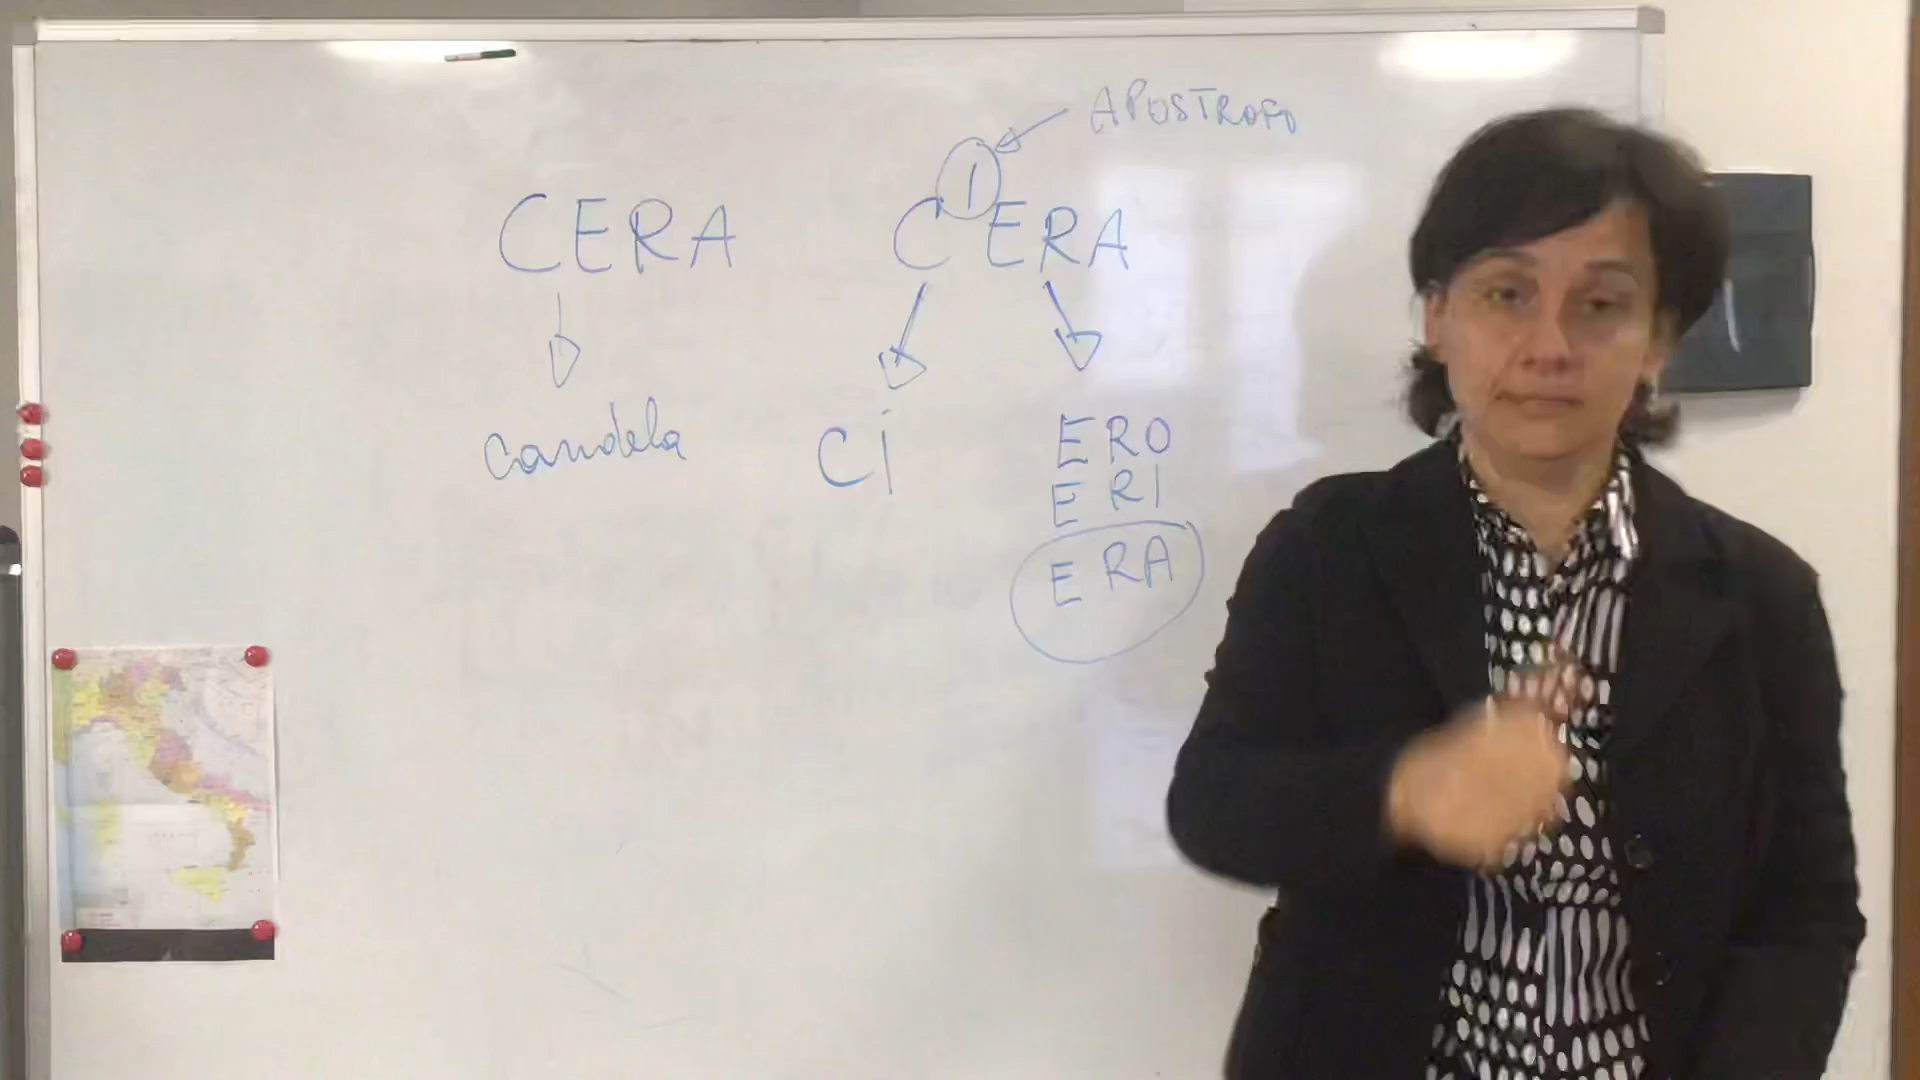 APOSTROFO
CERA C'ERA
candela Ci ERO
ERI
ERA